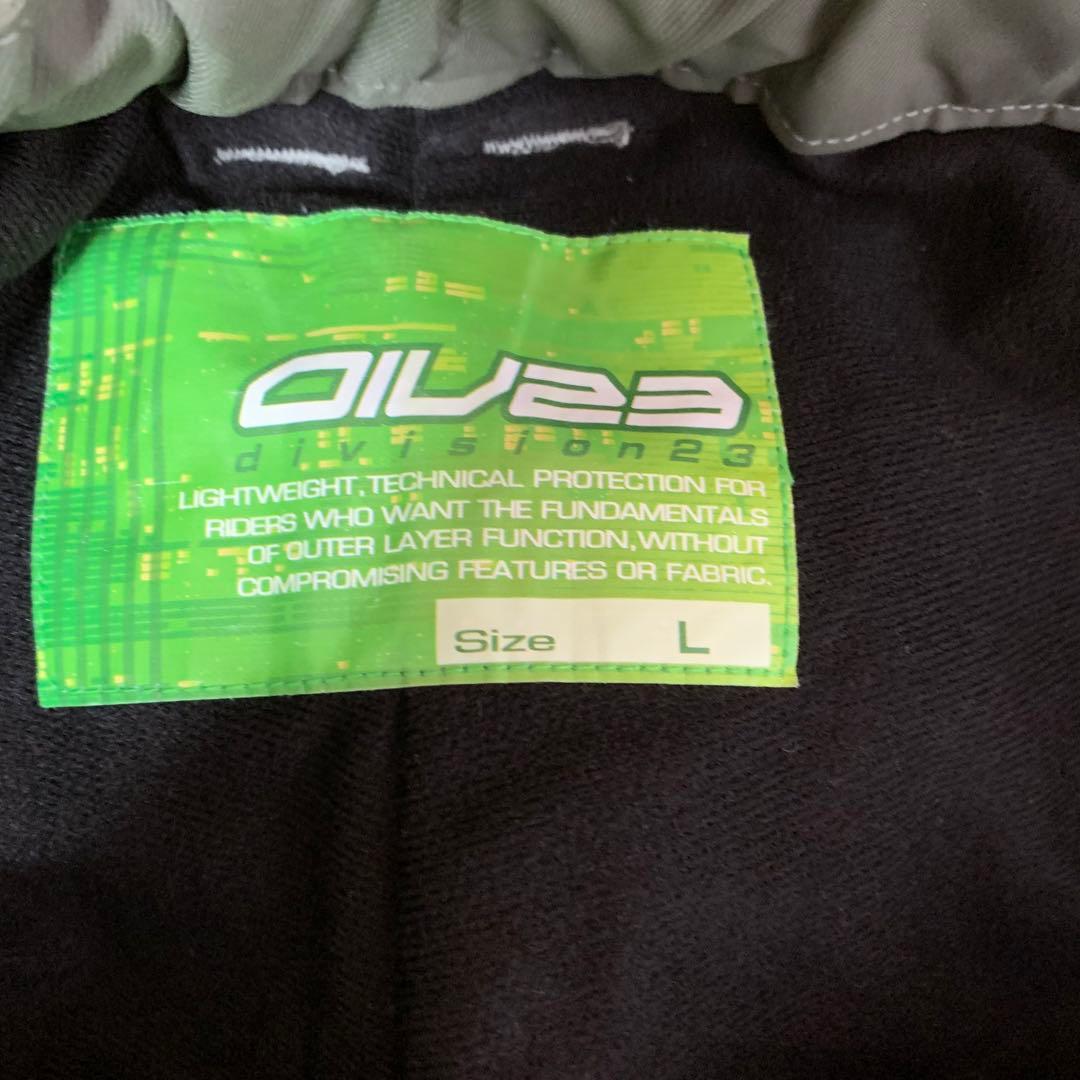 DIV23
division23
LIGHTWEIGHT, TECHNICAL PROTECTION FOR
RIDERS WHO WANT THE FUNDAMENTALS
OF OUTER LAYER FUNCTION, WITHOUT
COMPROMISING FEATURES OR FABRIC.
Size L